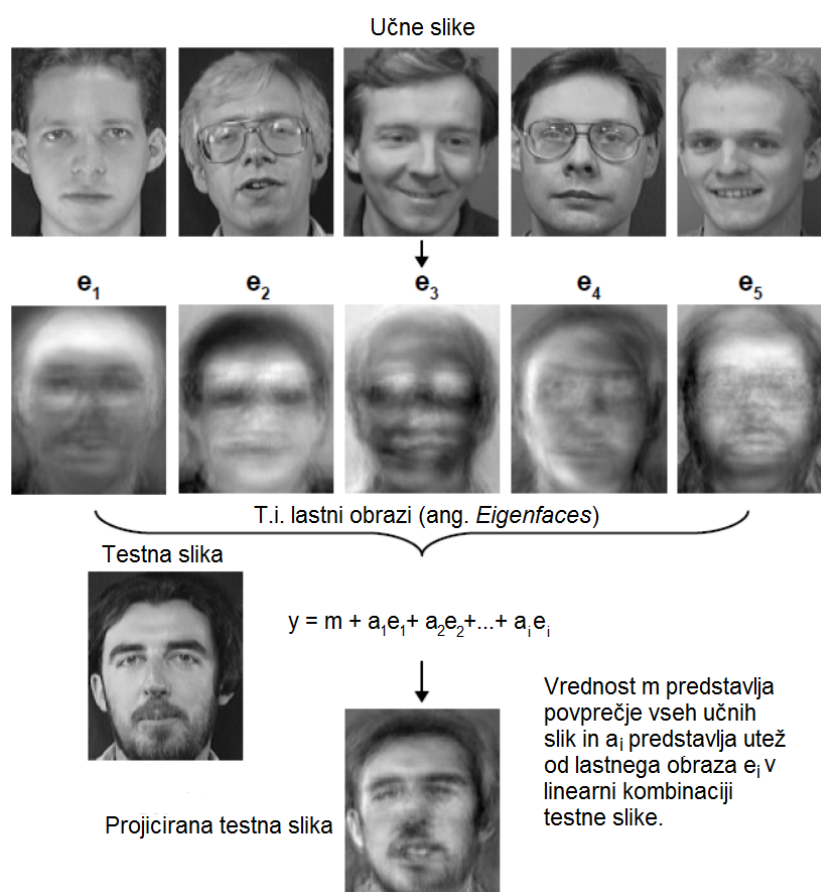 Učne slike
e₁ e₂ e₃ e₄ e₅
T.i. lastni obrazi (ang. Eigenfaces)
Testna slika
y = m + a₁e₁+ a₂e₂+...+ aᵢeᵢ
Vrednost m predstavlja
povprečje vseh učnih
slik in aᵢ predstavlja utež
od lastnega obraza eᵢ v
linearni kombinaciji
testne slike.
Projicirana testna slika